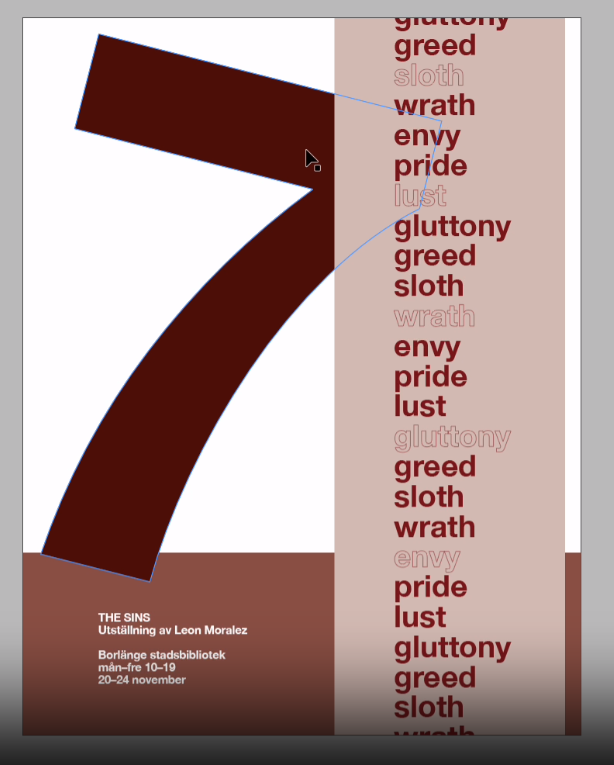 7
gluttony
greed
sloth
wrath
envy
pride
lust
gluttony
greed
sloth
wrath
envy
pride
lust
gluttony
greed
sloth
wrath
envy
pride
lust
gluttony
greed
sloth
wrath
THE SINS
Utställning av Leon Moralez
Borlänge stadsbibliotek
mån–fre 10–19
20–24 november